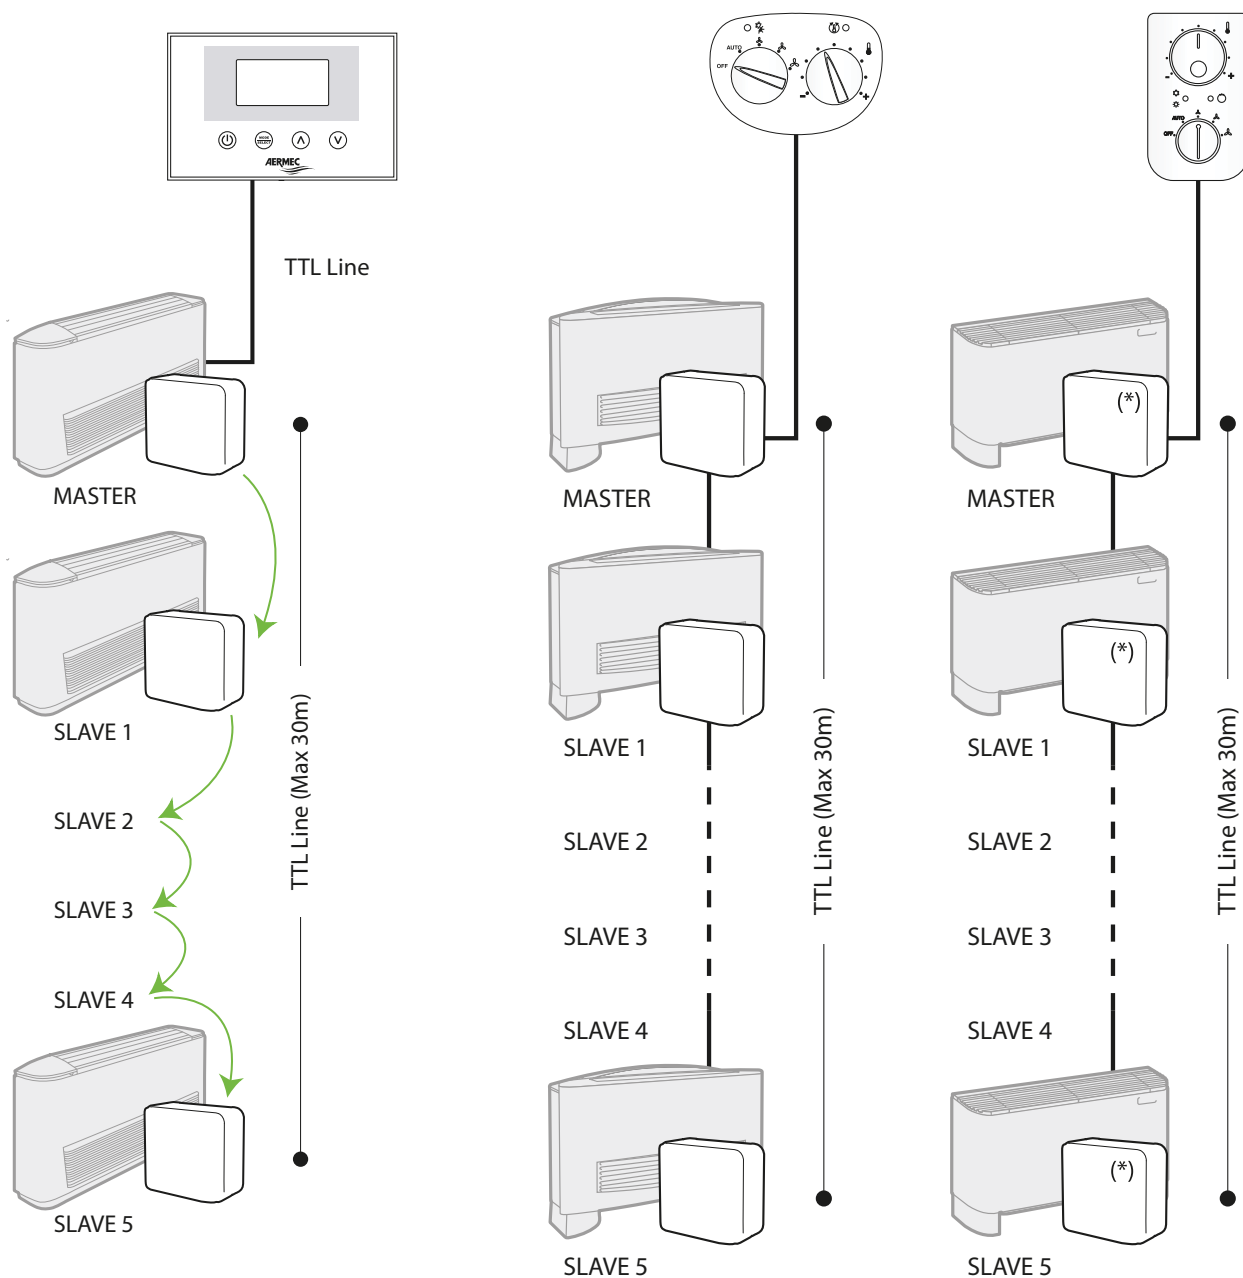 MODE
SELECT
AERMEC
TTL Line
MASTER
SLAVE 1
SLAVE 2
SLAVE 3
SLAVE 4
SLAVE 5
TTL Line (Max 30m)
AUTO
OFF
- +
MASTER
SLAVE 1
SLAVE 2
SLAVE 3
SLAVE 4
SLAVE 5
TTL Line (Max 30m)
- +
AUTO
OFF
(*)
MASTER
(*)
SLAVE 1
SLAVE 2
SLAVE 3
SLAVE 4
(*)
SLAVE 5
TTL Line (Max 30m)